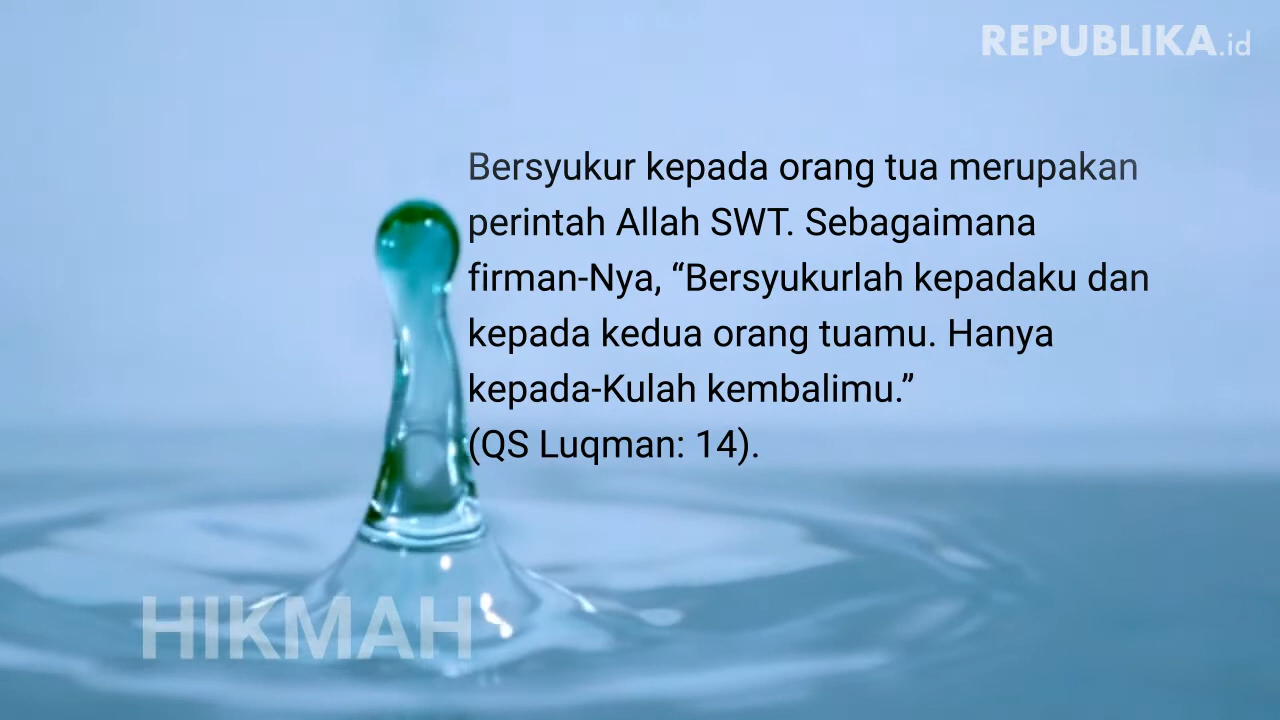 REPUBLIKA.id
Bersyukur kepada orang tua merupakan
perintah Allah SWT. Sebagaimana
firman-Nya, “Bersyukurlah kepadaku dan
kepada kedua orang tuamu. Hanya
kepada-Kulah kembalimu.”
(QS Luqman: 14).
HIKMAH